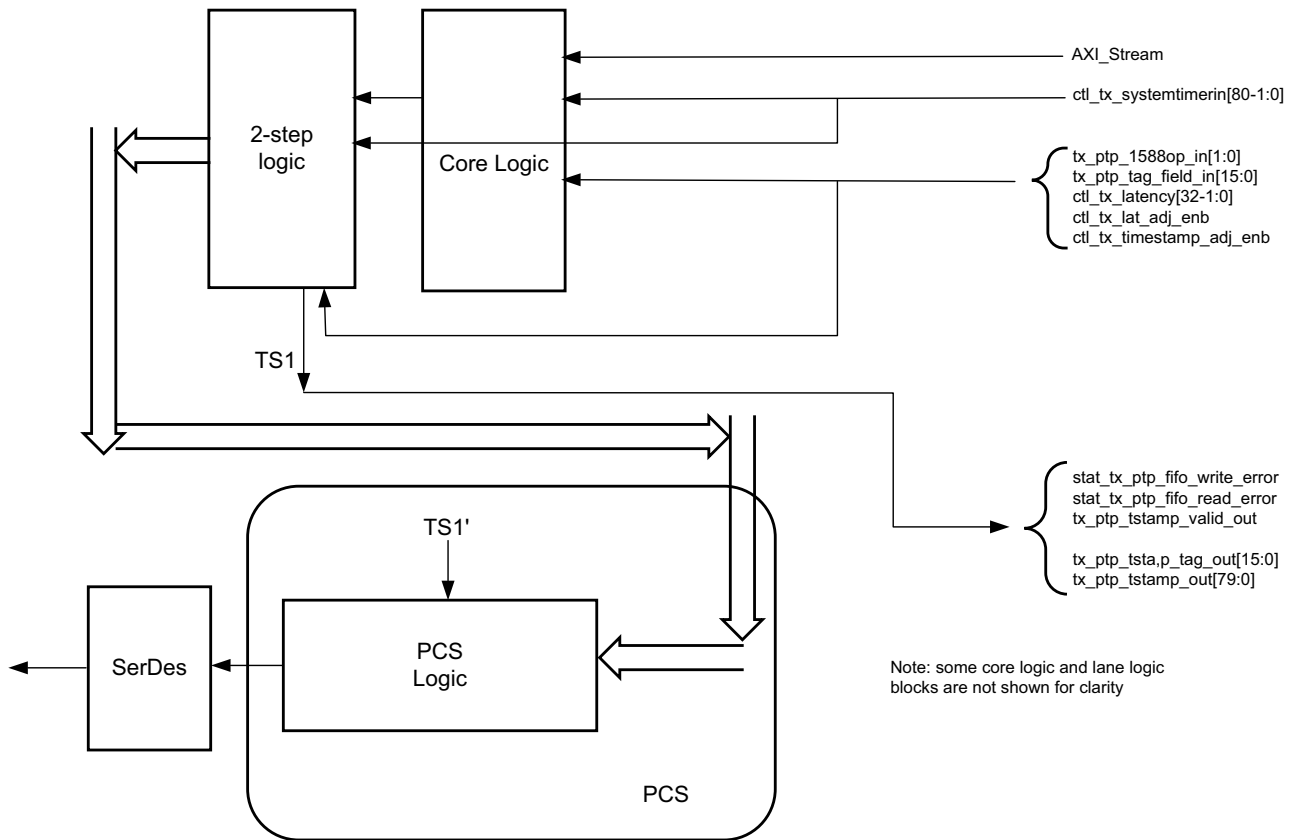 AXI_Stream
ctl_tx_systemtimerin[80-1:0]
2-step
logic
Core Logic
tx_ptp_1588op_in[1:0]
tx_ptp_tag_field_in[15:0]
ctl_tx_latency[32-1:0]
ctl_tx_lat_adj_enb
ctl_tx_timestamp_adj_enb
TS1
stat_tx_ptp_fifo_write_error
stat_tx_ptp_fifo_read_error
tx_ptp_tstamp_valid_out
tx_ptp_tsta,p_tag_out[15:0]
tx_ptp_tstamp_out[79:0]
TS1'
SerDes
PCS
Logic
Note: some core logic and lane logic
blocks are not shown for clarity
PCS